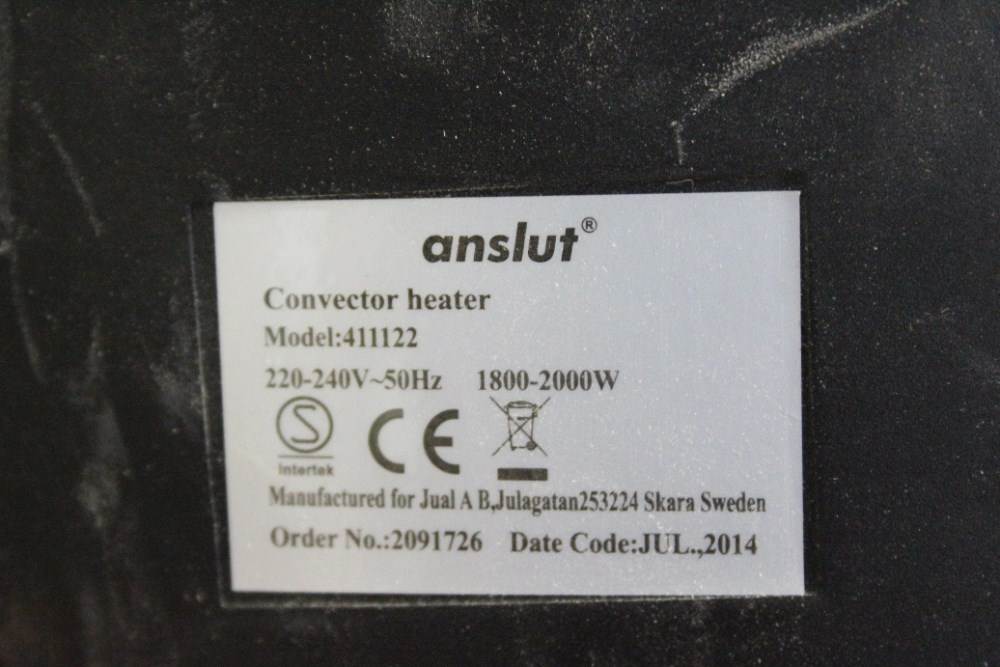 anslut®
Convector heater
Model:411122
220-240V~50Hz 1800-2000W
S
Intertek
CE
Manufactured for Jual A B,Julagatan253224 Skara Sweden
Order No.:2091726 Date Code:JUL.,2014